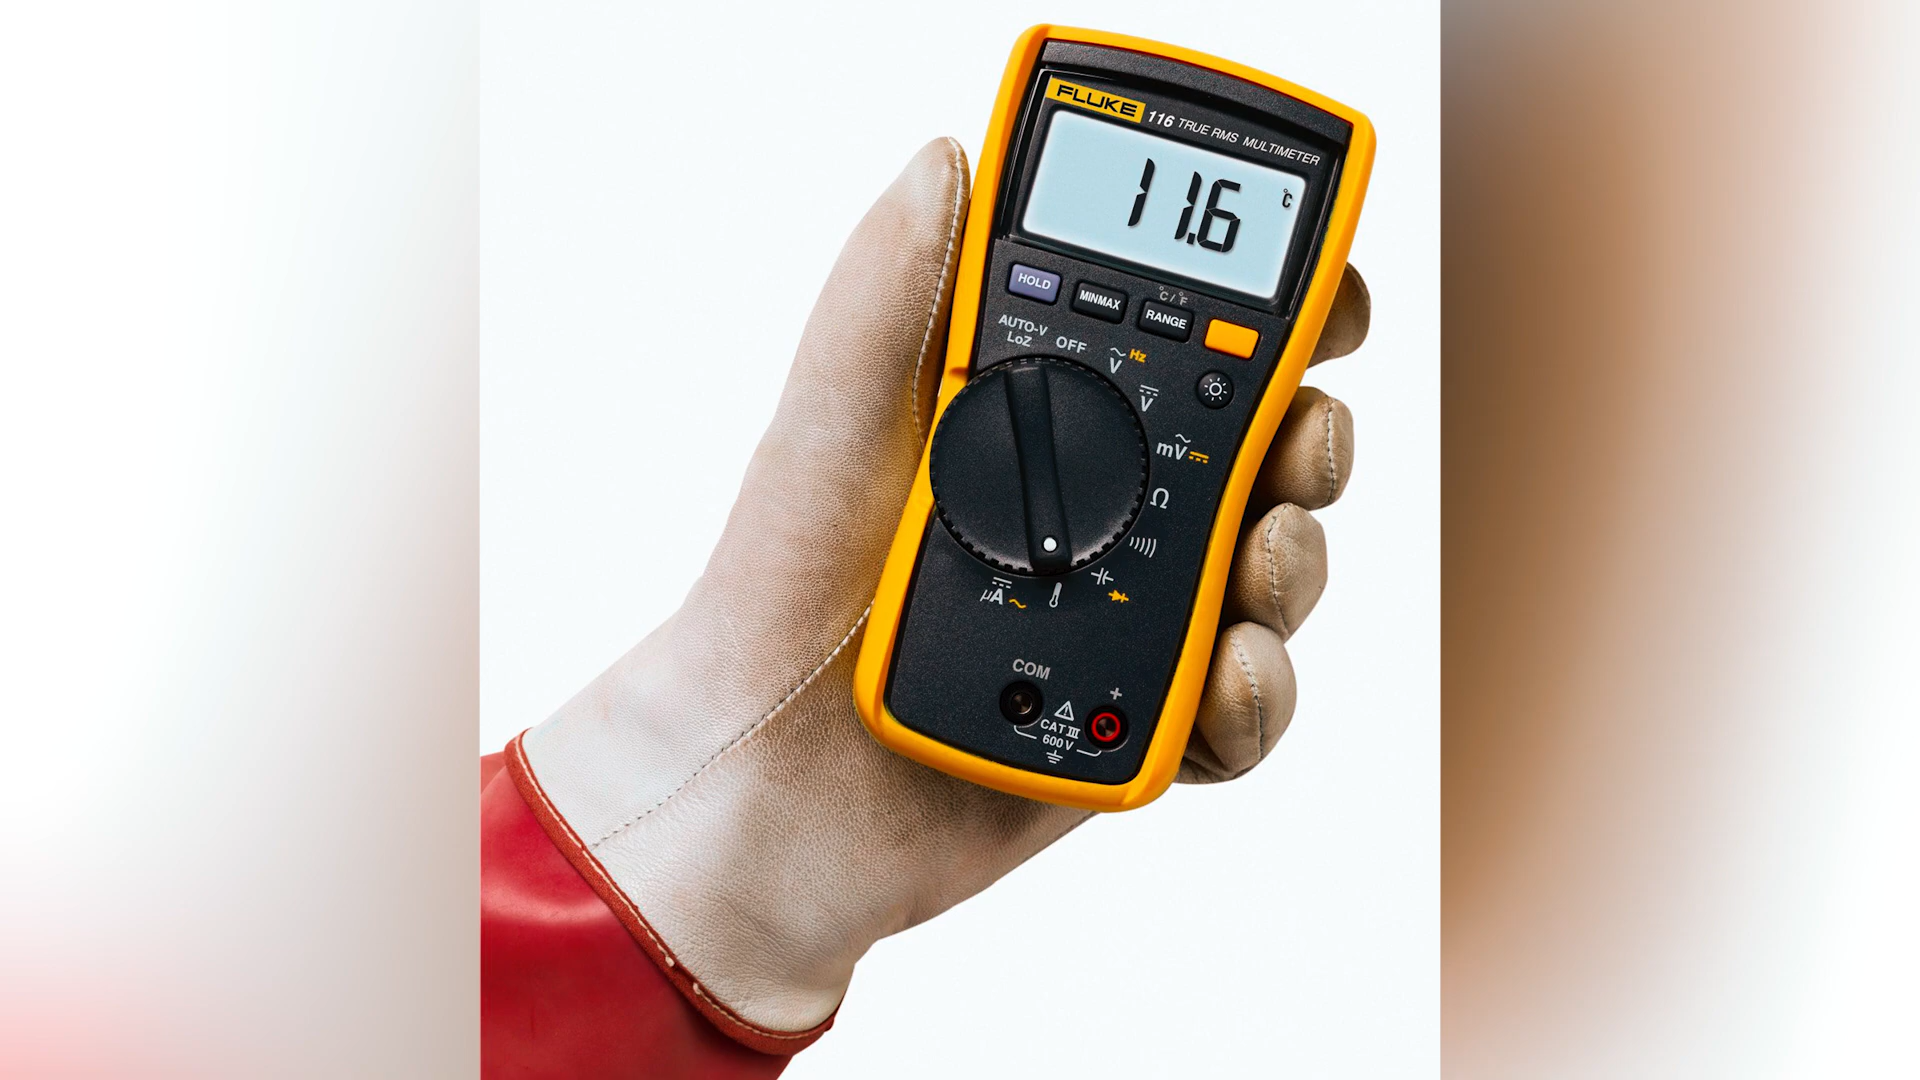 FLUKE 116 TRUE RMS MULTIMETER
11.6 °C
HOLD MINMAX °C/°F RANGE
AUTO-V LoZ
OFF
V Hz
V
mV
Ω
µA
COM +
CAT III
600 V